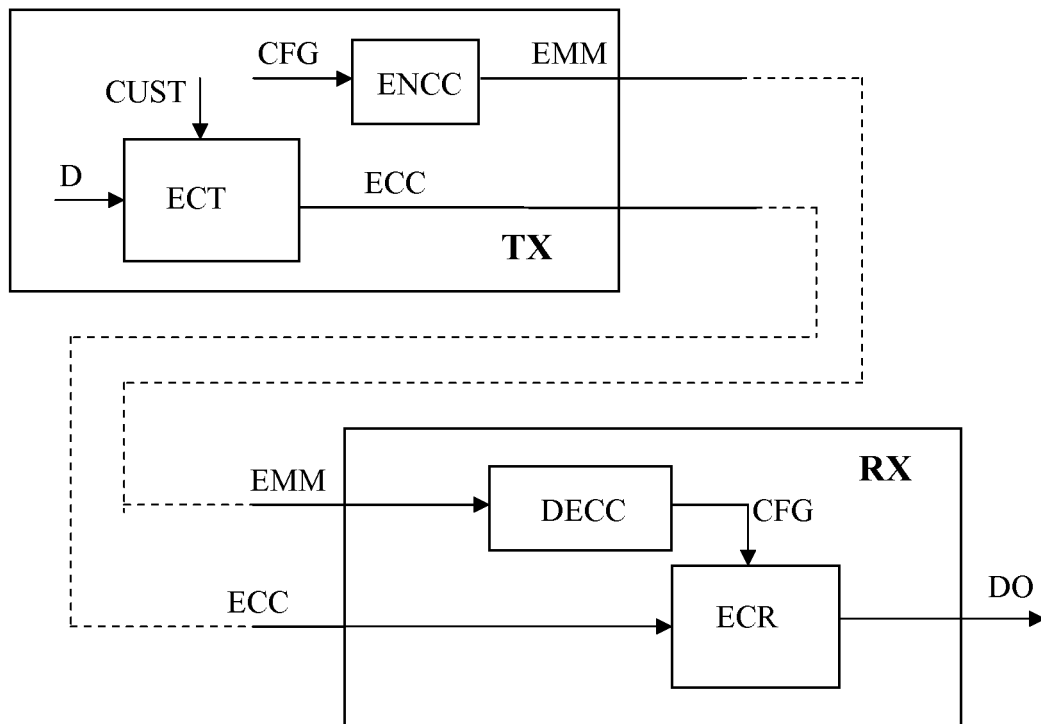 CFG
ENCC
EMM
CUST
D
ECT
ECC
TX
RX
EMM
DECC
CFG
ECC
ECR
DO